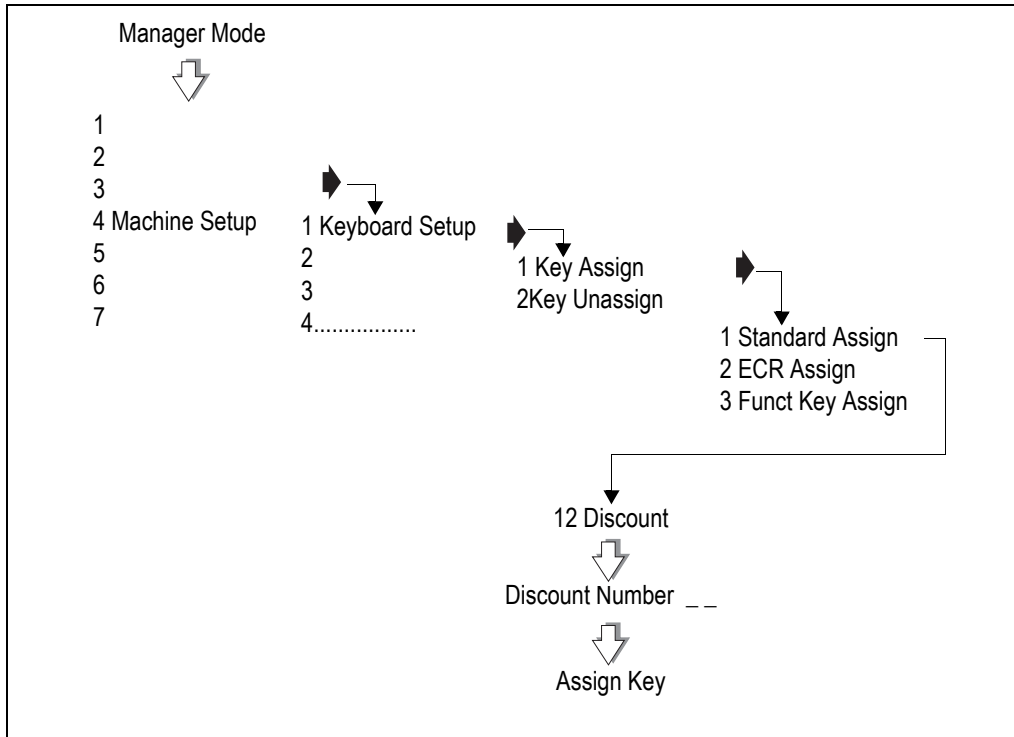 Manager Mode
1
2
3
4 Machine Setup
5
6
7
1 Keyboard Setup
2
3
4.................
1 Key Assign
2Key Unassign
1 Standard Assign
2 ECR Assign
3 Funct Key Assign
12 Discount
Discount Number _ _
Assign Key